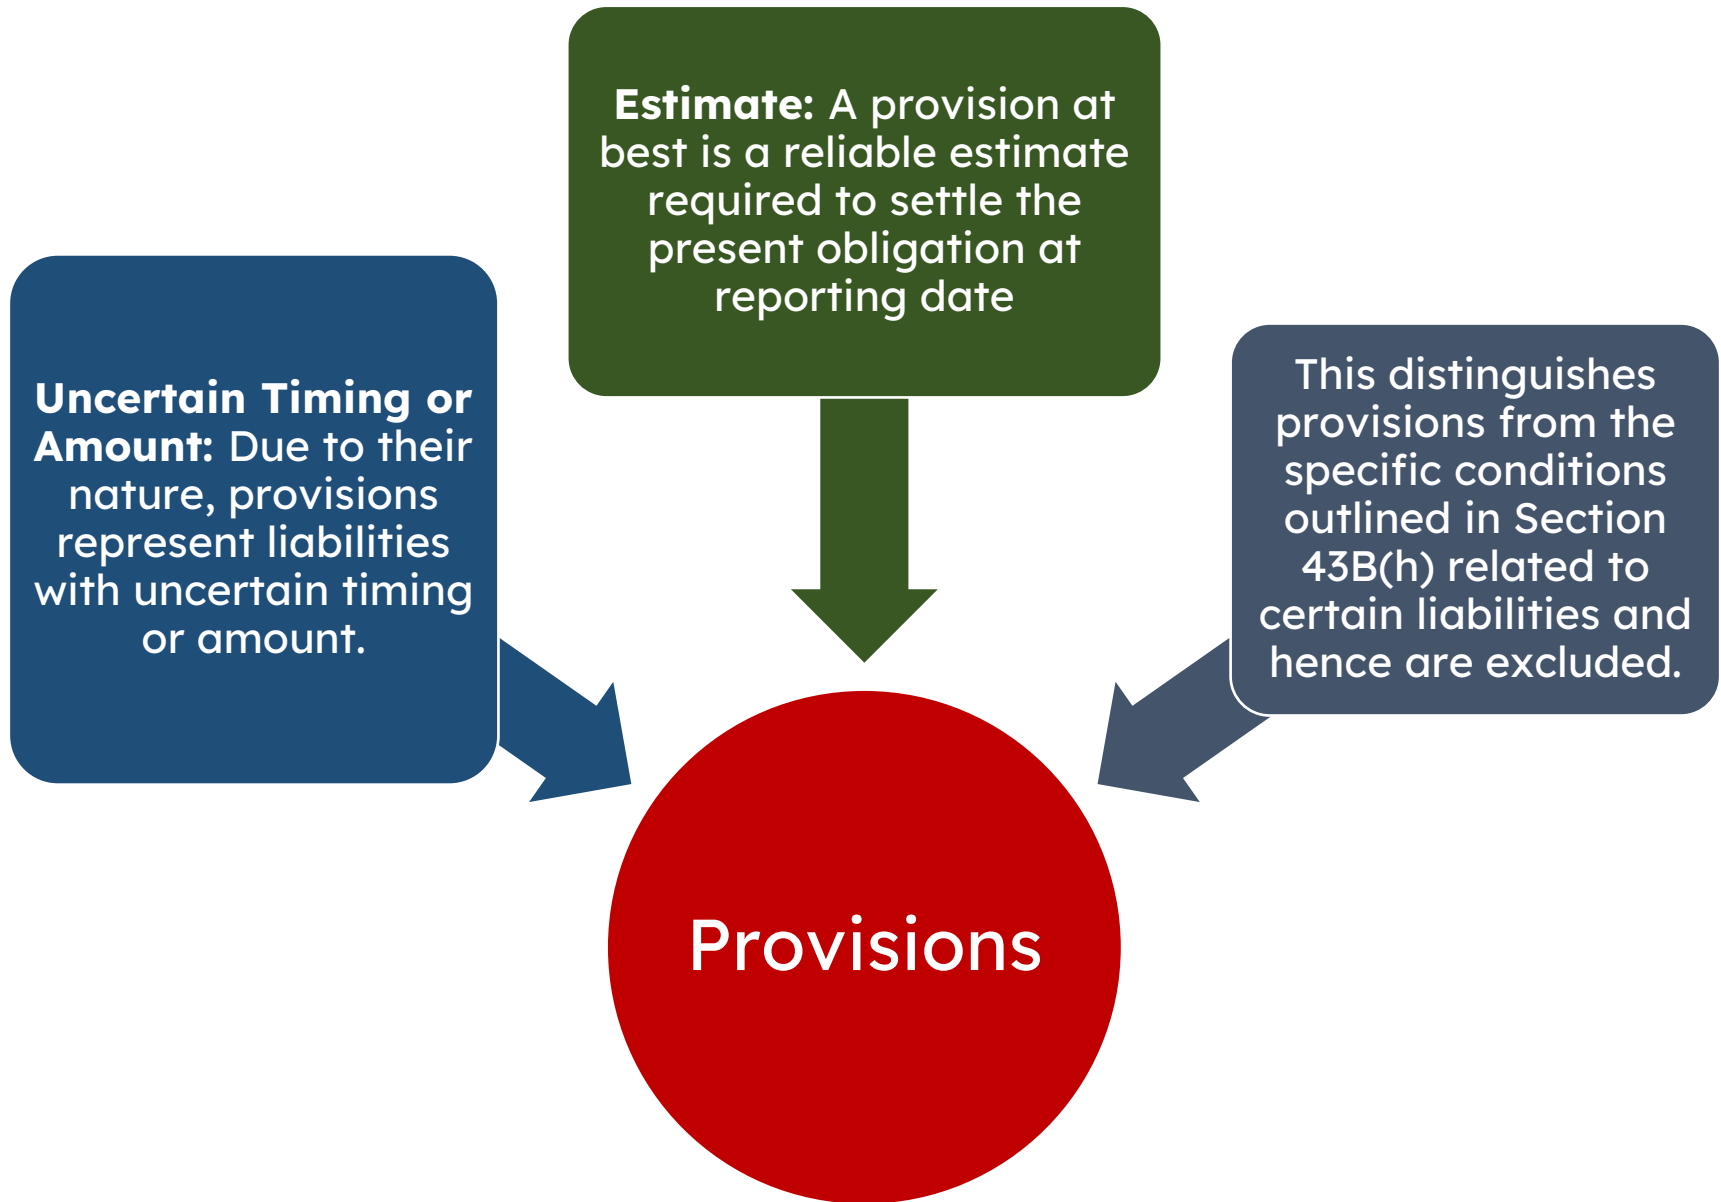 Estimate: A provision at
best is a reliable estimate
required to settle the
present obligation at
reporting date
Uncertain Timing or
Amount: Due to their
nature, provisions
represent liabilities
with uncertain timing
or amount.
This distinguishes
provisions from the
specific conditions
outlined in Section
43B(h) related to
certain liabilities and
hence are excluded.
Provisions